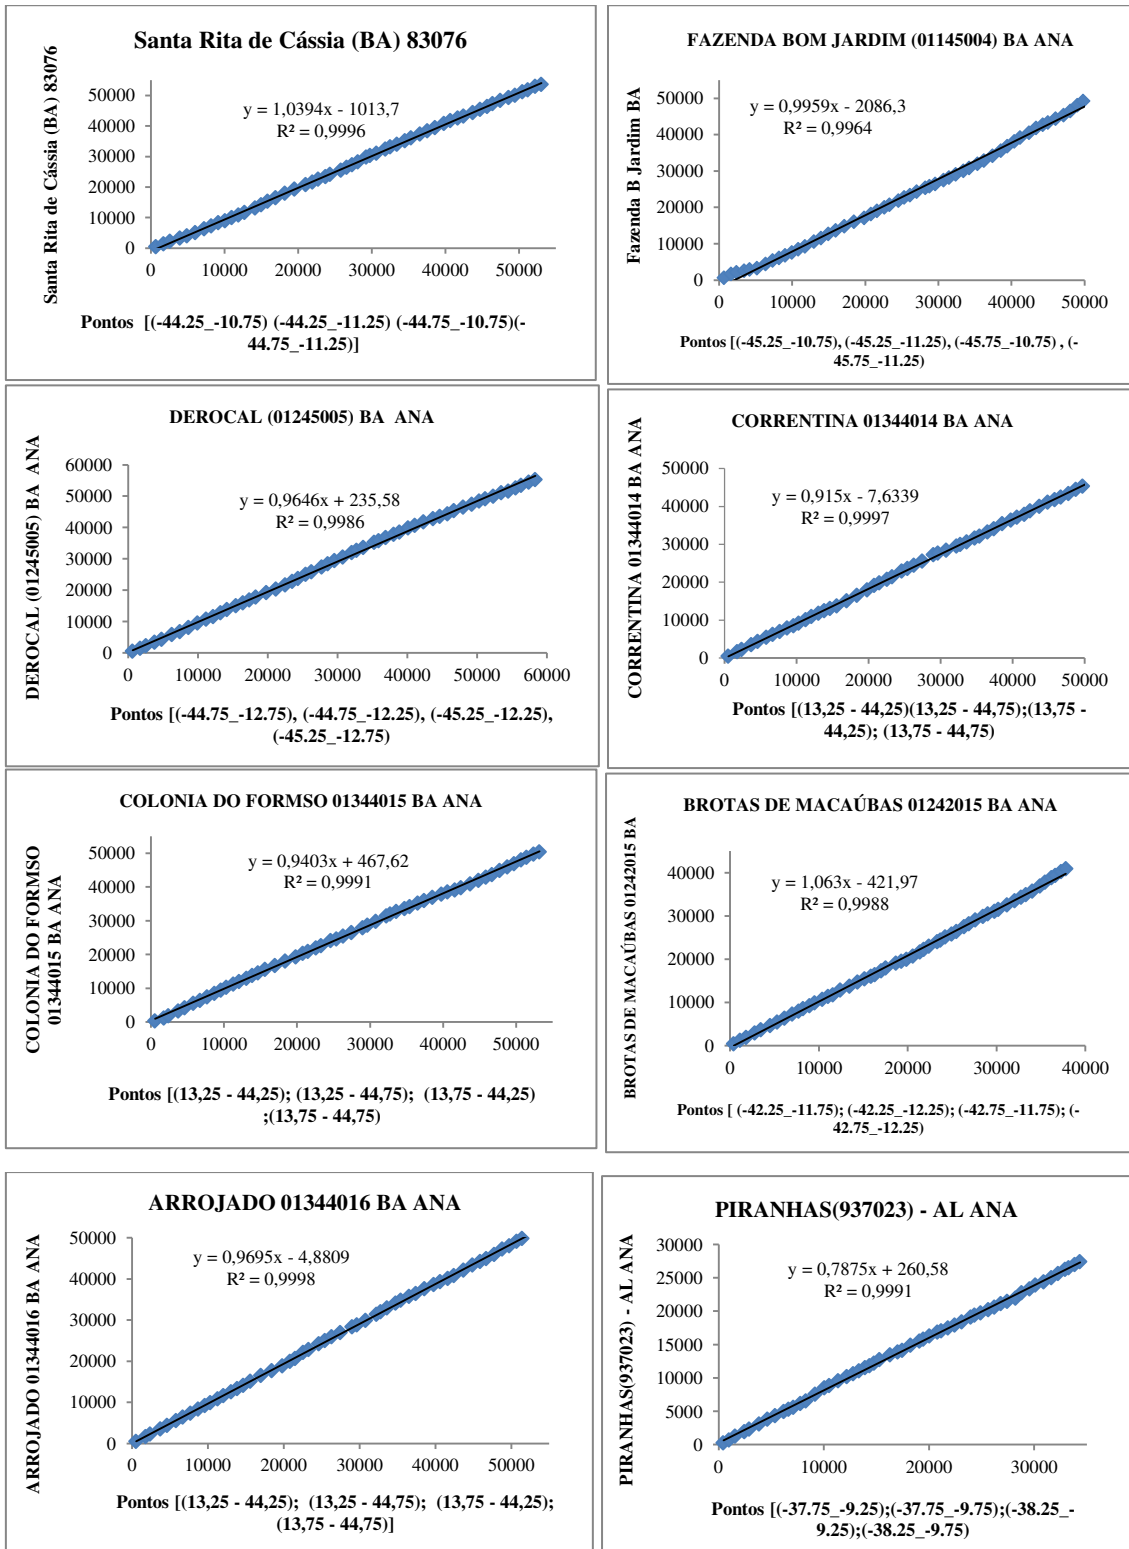 Santa Rita de Cássia (BA) 83076
Santa Rita de Cássia (BA) 83076
y = 1,0394x - 1013,7
R² = 0,9996
50000
40000
30000
20000
10000
0
0 10000 20000 30000 40000 50000
Pontos [(-44.25_-10.75) (-44.25_-11.25) (-44.75_-10.75)(-
44.75_-11.25)]
FAZENDA BOM JARDIM (01145004) BA ANA
Fazenda B Jardim BA
y = 0,9959x - 2086,3
R² = 0,9964
50000
40000
30000
20000
10000
0
0 10000 20000 30000 40000 50000
Pontos [(-45.25_-10.75), (-45.25_-11.25), (-45.75_-10.75) , (-
45.75_-11.25)
DEROCAL (01245005) BA ANA
DEROCAL (01245005) BA ANA
y = 0,9646x + 235,58
R² = 0,9986
60000
50000
40000
30000
20000
10000
0
0 10000 20000 30000 40000 50000 60000
Pontos [(-44.75_-12.75), (-44.75_-12.25), (-45.25_-12.25),
(-45.25_-12.75)
CORRENTINA 01344014 BA ANA
CORRENTINA 01344014 BA ANA
y = 0,915x - 7,6339
R² = 0,9997
50000
40000
30000
20000
10000
0
0 10000 20000 30000 40000 50000
Pontos [(13,25 - 44,25)(13,25 - 44,75);(13,75 -
44,25); (13,75 - 44,75)
COLONIA DO FORMSO 01344015 BA ANA
COLONIA DO FORMSO
01344015 BA ANA
y = 0,9403x + 467,62
R² = 0,9991
50000
40000
30000
20000
10000
0
0 10000 20000 30000 40000 50000
Pontos [(13,25 - 44,25); (13,25 - 44,75); (13,75 - 44,25)
;(13,75 - 44,75)
BROTAS DE MACAÚBAS 01242015 BA ANA
BROTAS DE MACAÚBAS 01242015 BA
y = 1,063x - 421,97
R² = 0,9988
40000
30000
20000
10000
0
0 10000 20000 30000 40000
Pontos [ (-42.25_-11.75); (-42.25_-12.25); (-42.75_-11.75); (-
42.75_-12.25)
ARROJADO 01344016 BA ANA
ARROJADO 01344016 BA ANA
y = 0,9695x - 4,8809
R² = 0,9998
50000
40000
30000
20000
10000
0
0 10000 20000 30000 40000 50000
Pontos [(13,25 - 44,25); (13,25 - 44,75); (13,75 - 44,25);
(13,75 - 44,75)]
PIRANHAS(937023) - AL ANA
PIRANHAS(937023) - AL ANA
y = 0,7875x + 260,58
R² = 0,9991
30000
25000
20000
15000
10000
5000
0
0 10000 20000 30000
Pontos [(-37.75_-9.25);(-37.75_-9.75);(-38.25_-
9.25);(-38.25_-9.75)